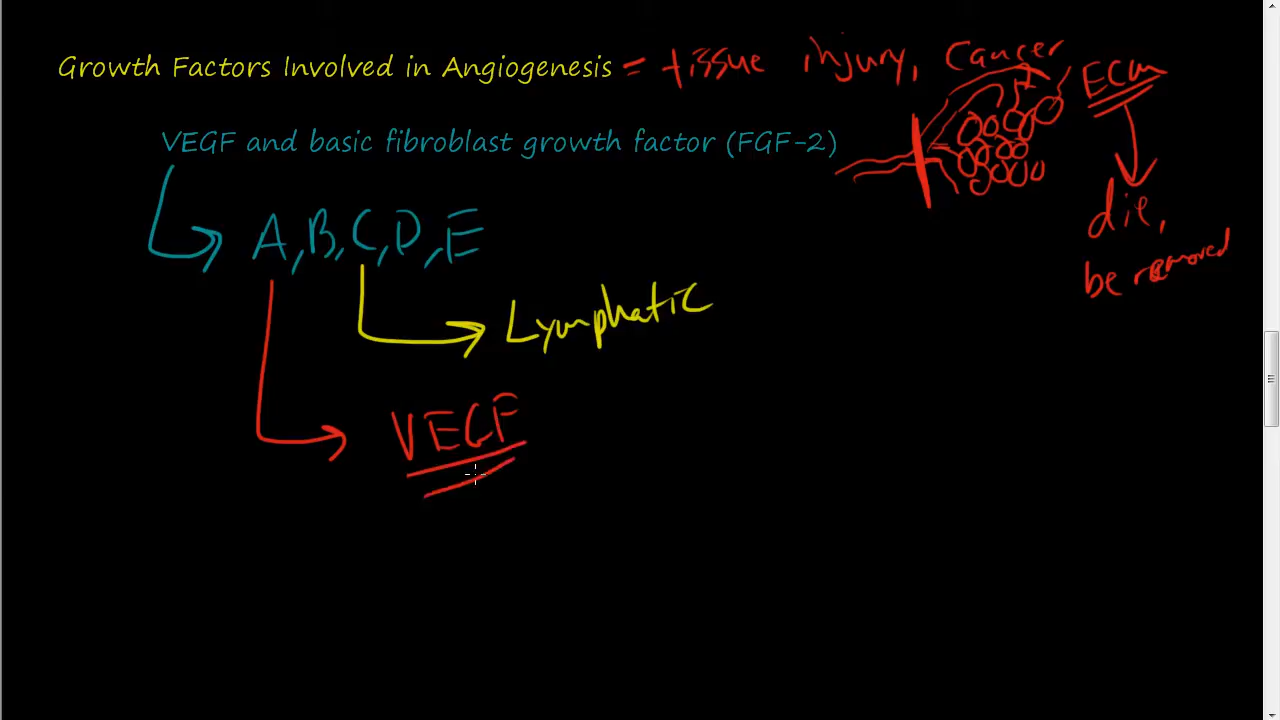 Growth Factors Involved in Angiogenesis = tissue injury, Cancer
ECM
VEGF and basic fibroblast growth factor (FGF-2)
die,
be removed
A, B, C, D, E
Lymphatic
VEGF